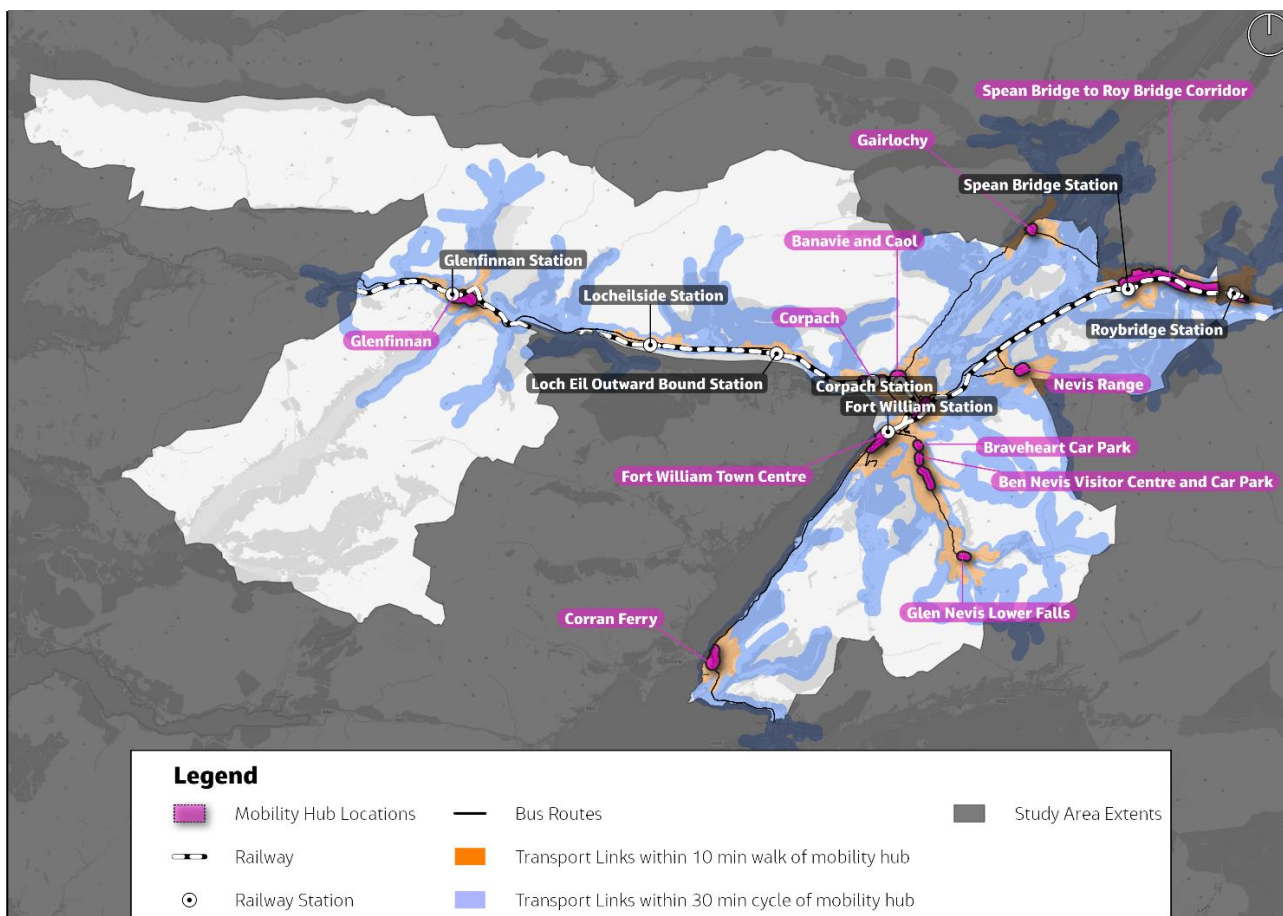 Spean Bridge to Roy Bridge Corridor
Gairlochy
Spean Bridge Station
Banavie and Caol
Glenfinnan Station
Locheilside Station
Corpach
Glenfinnan
Roybridge Station
Loch Eil Outward Bound Station
Corpach Station
Nevis Range
Fort William Station
Braveheart Car Park
Fort William Town Centre
Ben Nevis Visitor Centre and Car Park
Glen Nevis Lower Falls
Corran Ferry
Legend
Mobility Hub Locations
Bus Routes
Study Area Extents
Railway
Transport Links within 10 min walk of mobility hub
Railway Station
Transport Links within 30 min cycle of mobility hub